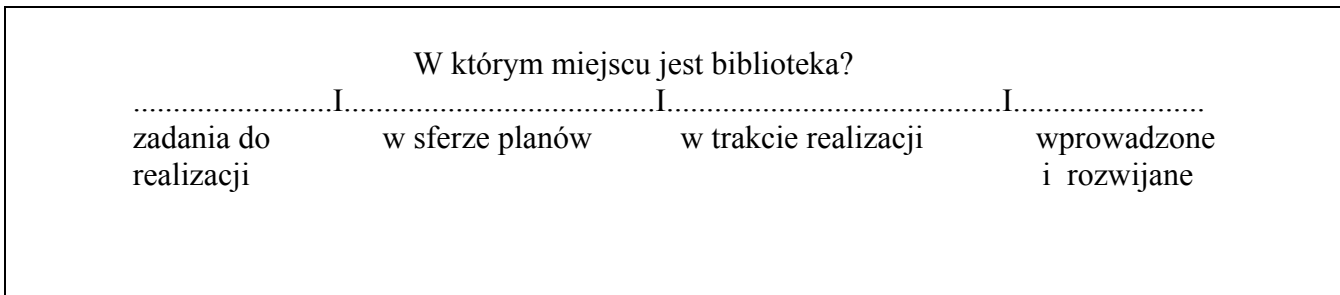 W którym miejscu jest biblioteka?
.........................I.......................................I..........................................I........................
zadania do w sferze planów w trakcie realizacji wprowadzone
realizacji i rozwijane